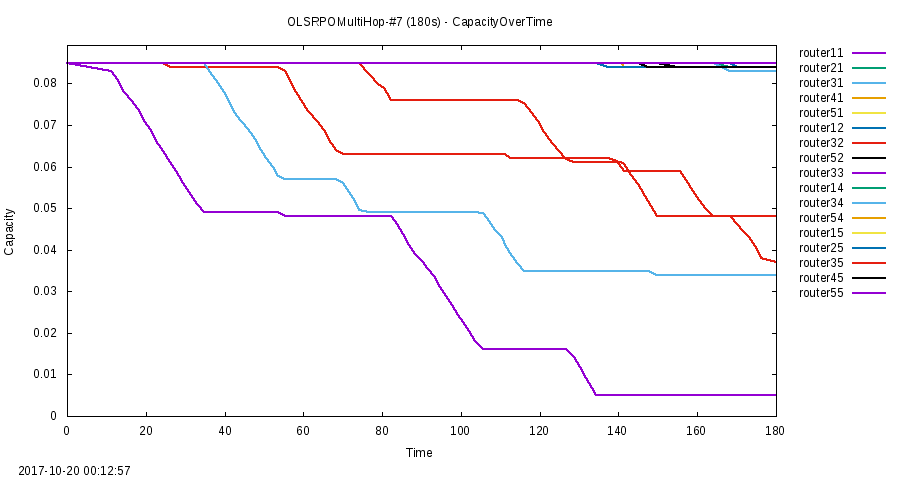 OLSRPOMultiHop-#7 (180s) - CapacityOverTime
router11
router21
router31
router41
router51
router12
router32
router52
router33
router14
router34
router54
router15
router25
router35
router45
router55
Capacity
0.08
0.07
0.06
0.05
0.04
0.03
0.02
0.01
0
0 20 40 60 80 100 120 140 160 180
Time
2017-10-20 00:12:57